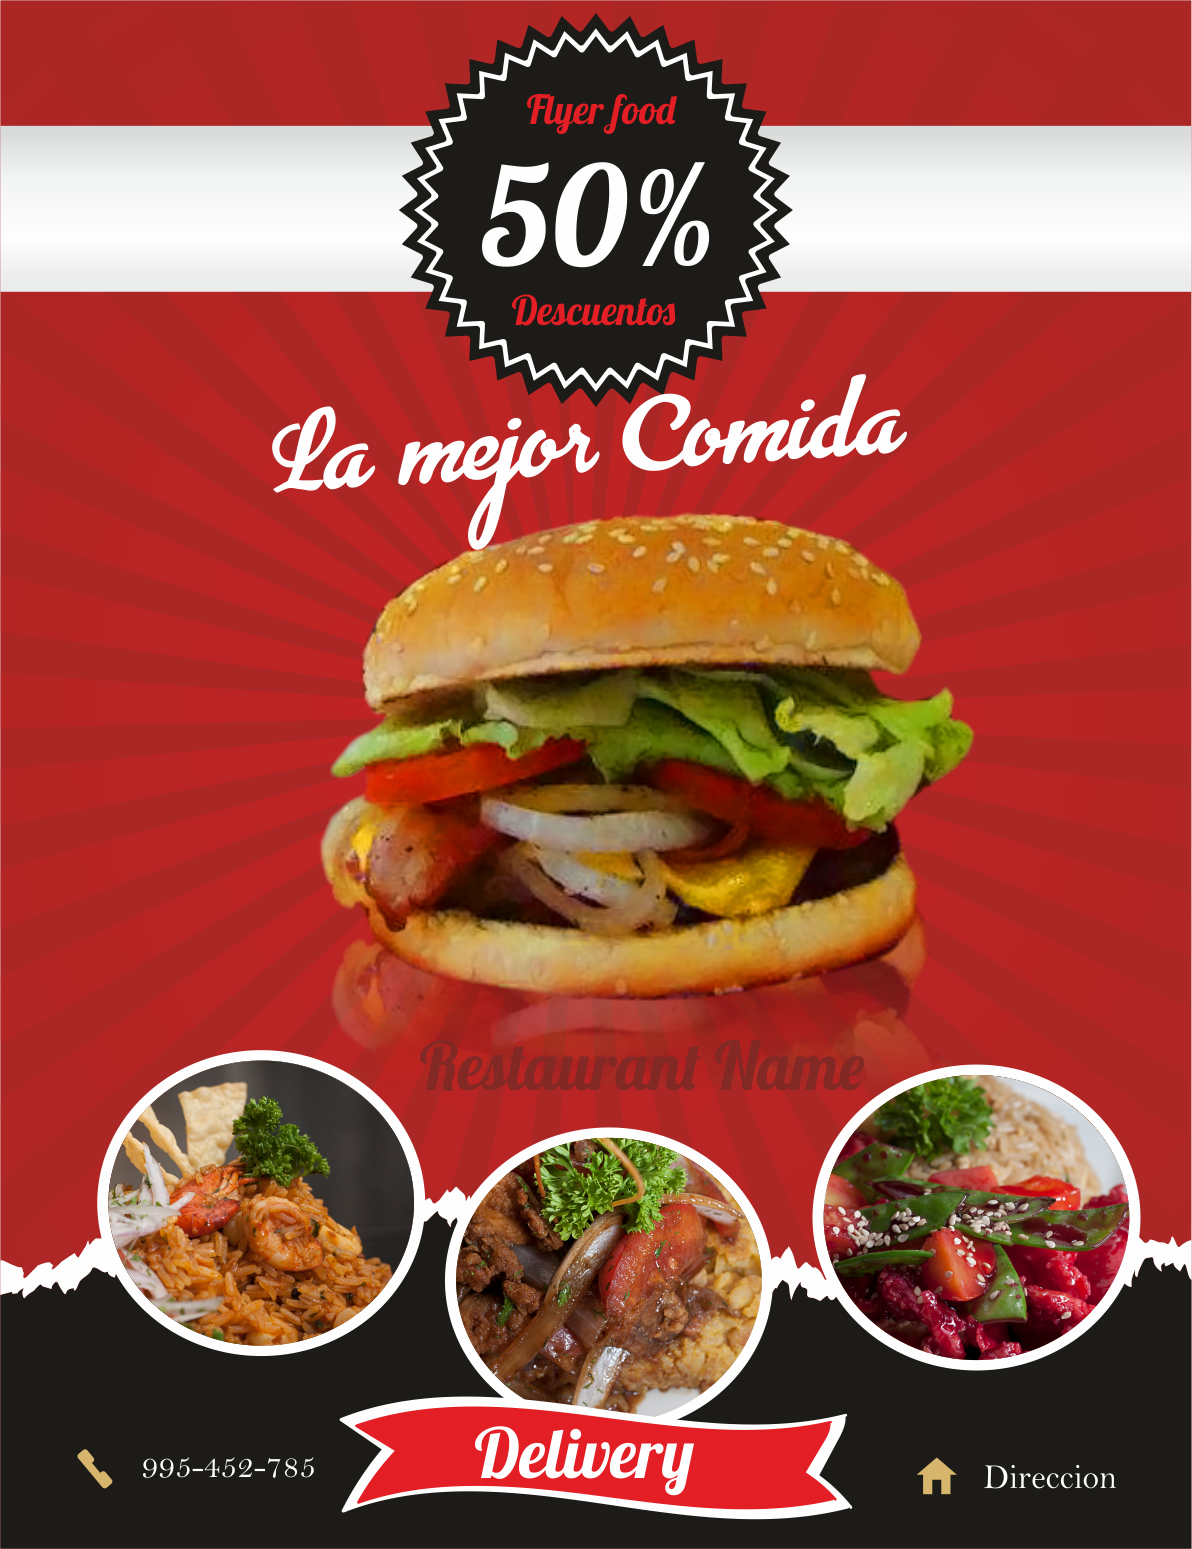 Flyer food
50%
Descuentos
La mejor Comida
Restaurant Name
Delivery
995-452-785
Direccion